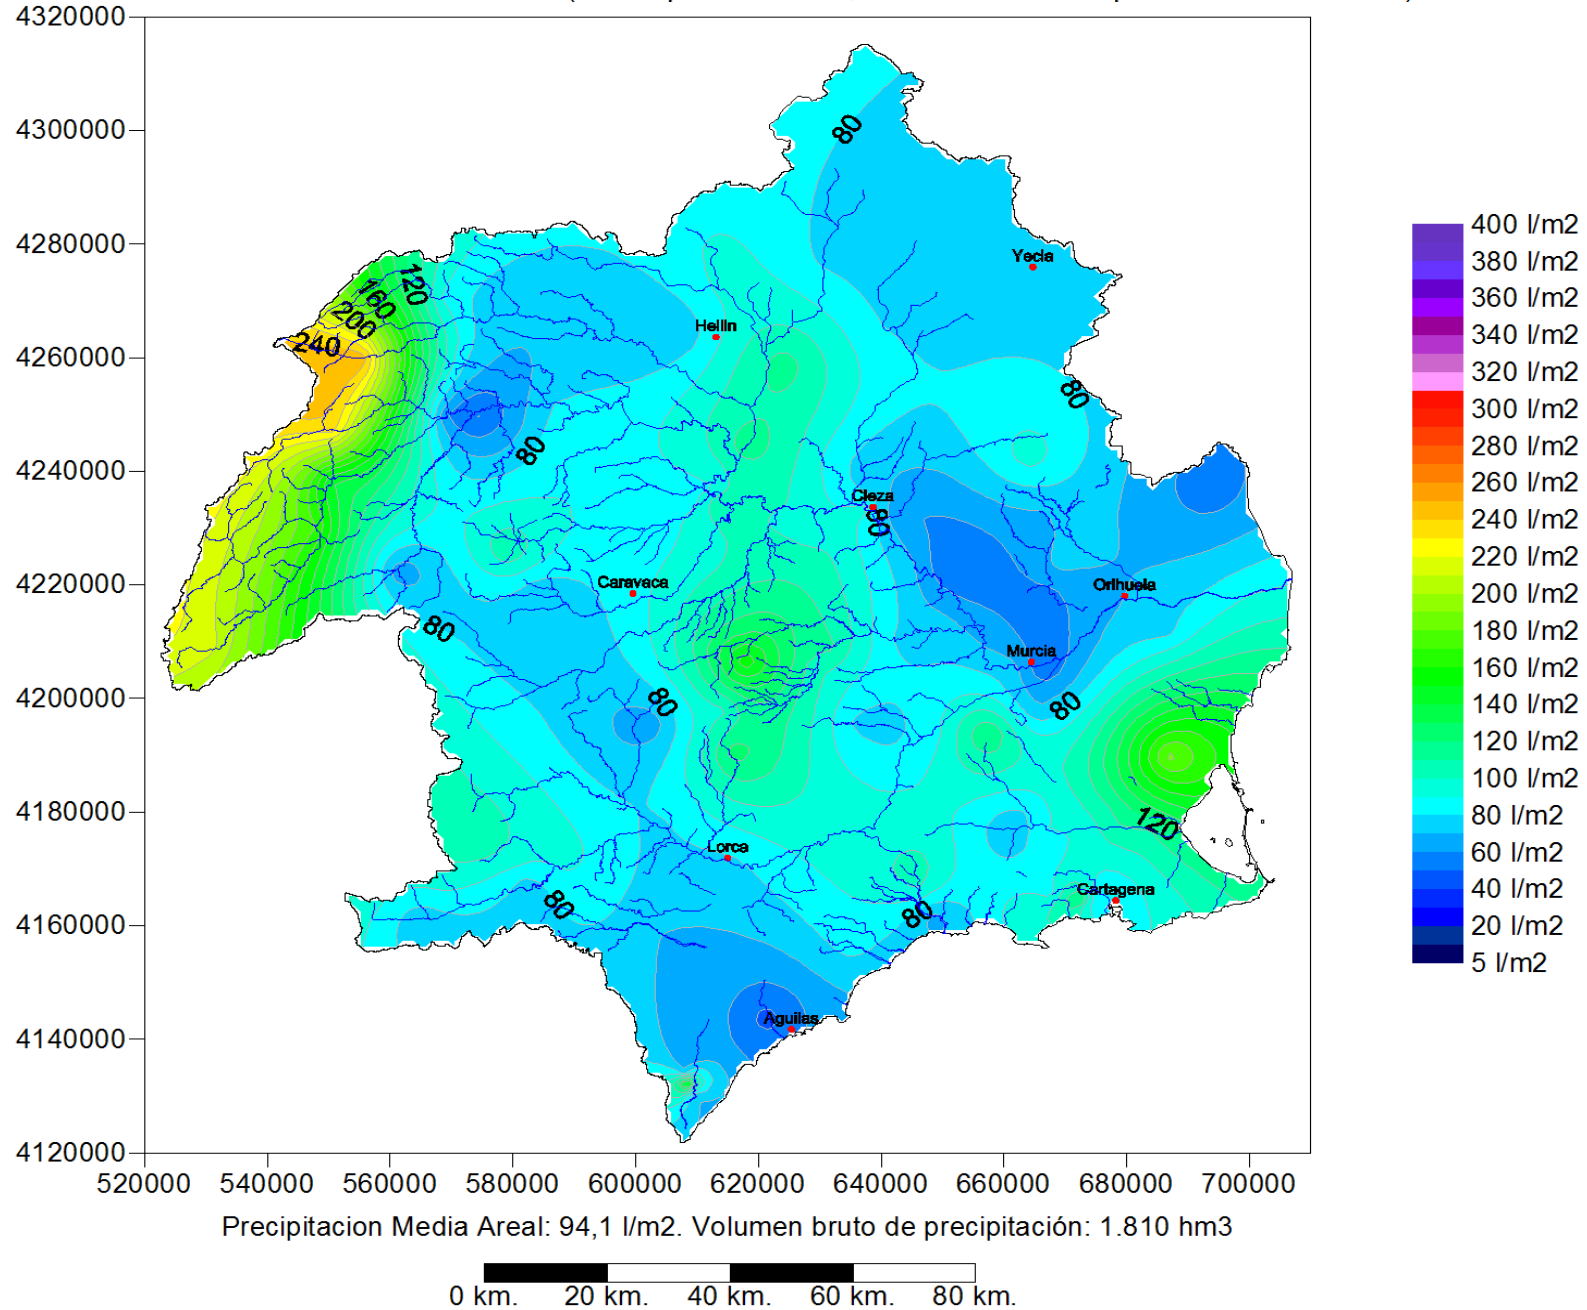 4320000
4300000
4280000
4260000
4240000
4220000
4200000
4180000
4160000
4140000
4120000
520000 540000 560000 580000 600000 620000 640000 660000 680000 700000
80
Yecla
120
160
200
240
Hellin
80
80
Cieza
80
Caravaca
Orihuela
80
Murcia
80
80
120
Lorca
Cartagena
80
80
Aguilas
400 l/m2
380 l/m2
360 l/m2
340 l/m2
320 l/m2
300 l/m2
280 l/m2
260 l/m2
240 l/m2
220 l/m2
200 l/m2
180 l/m2
160 l/m2
140 l/m2
120 l/m2
100 l/m2
80 l/m2
60 l/m2
40 l/m2
20 l/m2
5 l/m2
Precipitacion Media Areal: 94,1 l/m2. Volumen bruto de precipitación: 1.810 hm3
0 km. 20 km. 40 km. 60 km. 80 km.